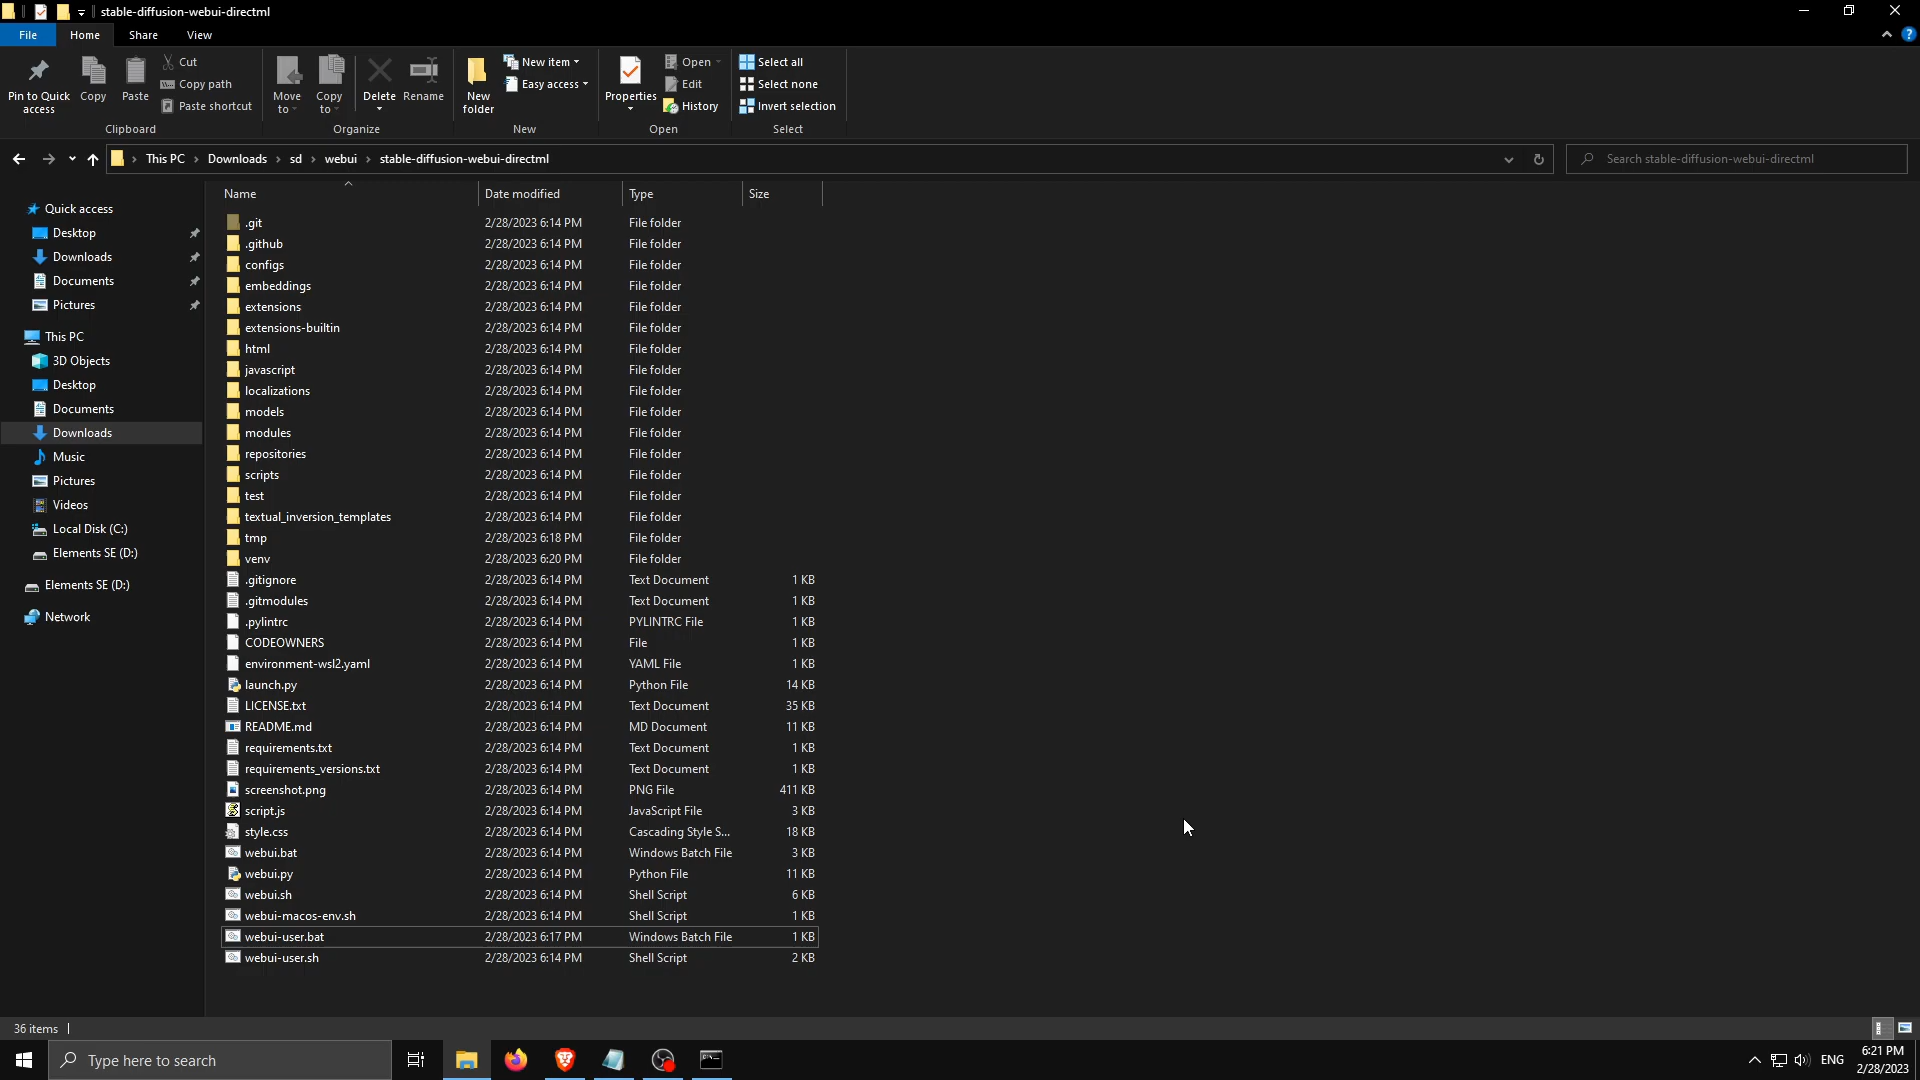 stable-diffusion-webui-directml
File Home Share View
Pin to Quick access
Copy
Paste
Cut
Copy path
Paste shortcut
Clipboard
Move to
Copy to
Delete
Rename
Organize
New folder
New item
Easy access
New
Properties
Open
Edit
History
Open
Select all
Select none
Invert selection
Select
This PC Downloads sd webui stable-diffusion-webui-directml
Search stable-diffusion-webui-directml
Quick access
Desktop
Downloads
Documents
Pictures
This PC
3D Objects
Desktop
Documents
Downloads
Music
Pictures
Videos
Local Disk (C:)
Elements SE (D:)
Elements SE (D:)
Network
Name Date modified Type Size
.git 2/28/2023 6:14 PM File folder
.github 2/28/2023 6:14 PM File folder
configs 2/28/2023 6:14 PM File folder
embeddings 2/28/2023 6:14 PM File folder
extensions 2/28/2023 6:14 PM File folder
extensions-builtin 2/28/2023 6:14 PM File folder
html 2/28/2023 6:14 PM File folder
javascript 2/28/2023 6:14 PM File folder
localizations 2/28/2023 6:14 PM File folder
models 2/28/2023 6:14 PM File folder
modules 2/28/2023 6:14 PM File folder
repositories 2/28/2023 6:14 PM File folder
scripts 2/28/2023 6:14 PM File folder
test 2/28/2023 6:14 PM File folder
textual_inversion_templates 2/28/2023 6:14 PM File folder
tmp 2/28/2023 6:18 PM File folder
venv 2/28/2023 6:20 PM File folder
.gitignore 2/28/2023 6:14 PM Text Document 1 KB
.gitmodules 2/28/2023 6:14 PM Text Document 1 KB
.pylintrc 2/28/2023 6:14 PM PYLINTRC File 1 KB
CODEOWNERS 2/28/2023 6:14 PM File 1 KB
environment-wsl2.yaml 2/28/2023 6:14 PM YAML File 1 KB
launch.py 2/28/2023 6:14 PM Python File 14 KB
LICENSE.txt 2/28/2023 6:14 PM Text Document 35 KB
README.md 2/28/2023 6:14 PM MD Document 11 KB
requirements.txt 2/28/2023 6:14 PM Text Document 1 KB
requirements_versions.txt 2/28/2023 6:14 PM Text Document 1 KB
screenshot.png 2/28/2023 6:14 PM PNG File 411 KB
script.js 2/28/2023 6:14 PM JavaScript File 3 KB
style.css 2/28/2023 6:14 PM Cascading Style S... 18 KB
webui.bat 2/28/2023 6:14 PM Windows Batch File 3 KB
webui.py 2/28/2023 6:14 PM Python File 11 KB
webui.sh 2/28/2023 6:14 PM Shell Script 6 KB
webui-macos-env.sh 2/28/2023 6:14 PM Shell Script 1 KB
webui-user.bat 2/28/2023 6:17 PM Windows Batch File 1 KB
webui-user.sh 2/28/2023 6:14 PM Shell Script 2 KB
36 items
Type here to search
ENG
6:21 PM
2/28/2023